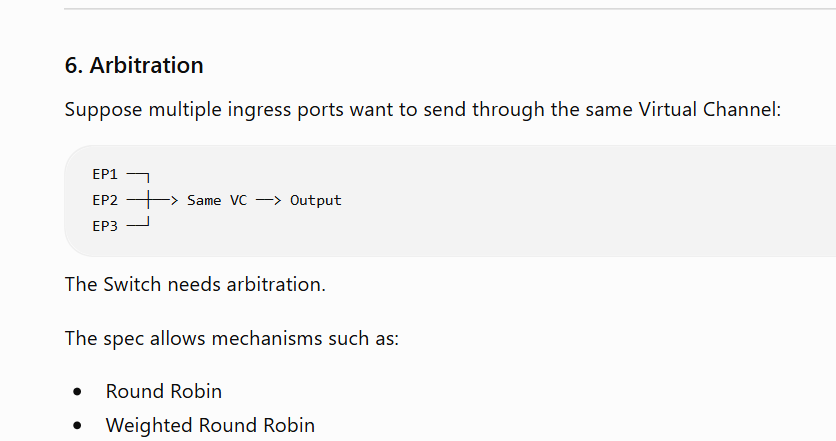 6. Arbitration
Suppose multiple ingress ports want to send through the same Virtual Channel:
EP1 ──┐
EP2 ──┼──> Same VC ──> Output
EP3 ──┘
The Switch needs arbitration.
The spec allows mechanisms such as:
• Round Robin
• Weighted Round Robin